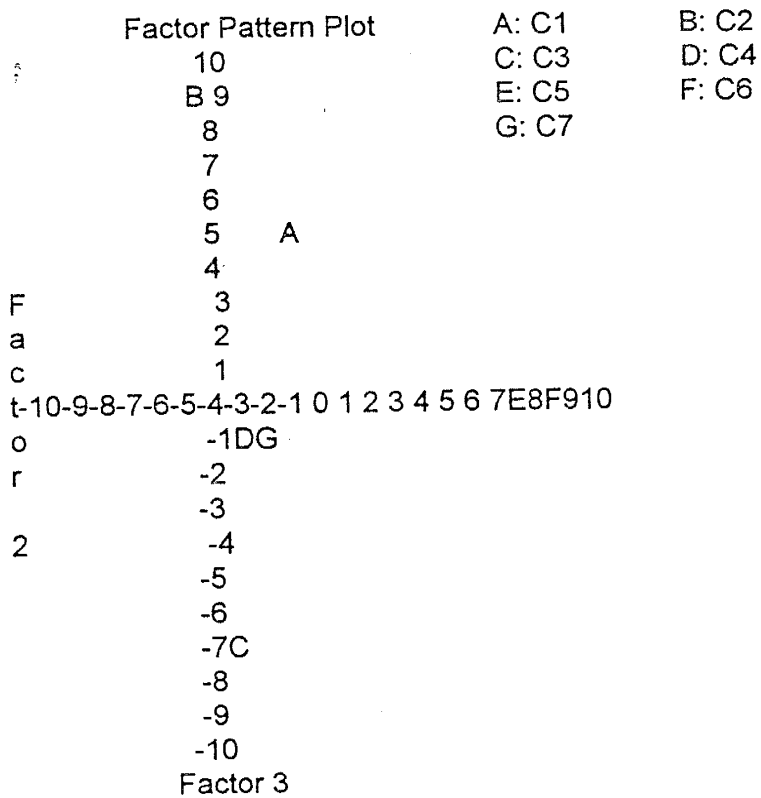 Factor Pattern Plot A: C1 B: C2
10 C: C3 D: C4
B 9 E: C5 F: C6
8 G: C7
7
6
5 A
4
F 3
a 2
c 1
t-10-9-8-7-6-5-4-3-2-1 0 1 2 3 4 5 6 7E8F910
o -1DG
r -2
-3
2 -4
-5
-6
-7C
-8
-9
-10
Factor 3